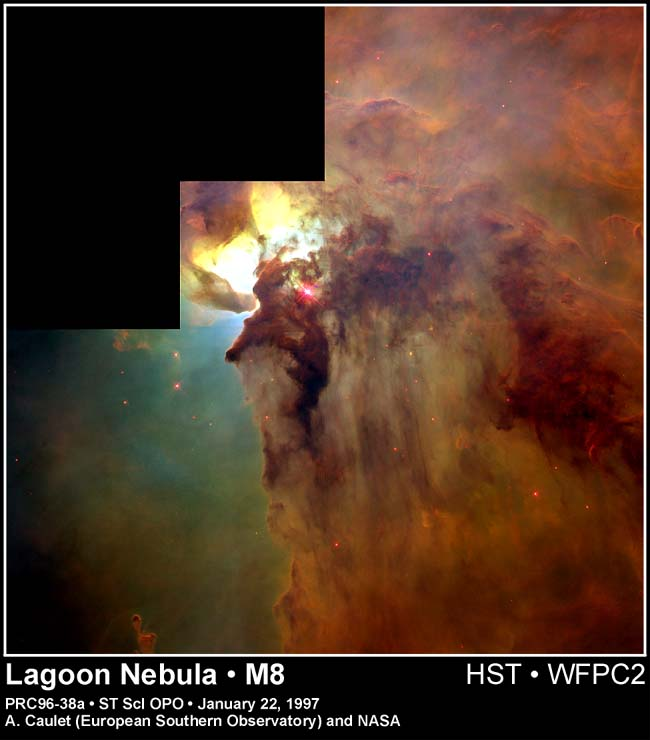 Lagoon Nebula • M8 HST • WFPC2
PRC96-38a • ST ScI OPO • January 22, 1997
A. Caulet (European Southern Observatory) and NASA